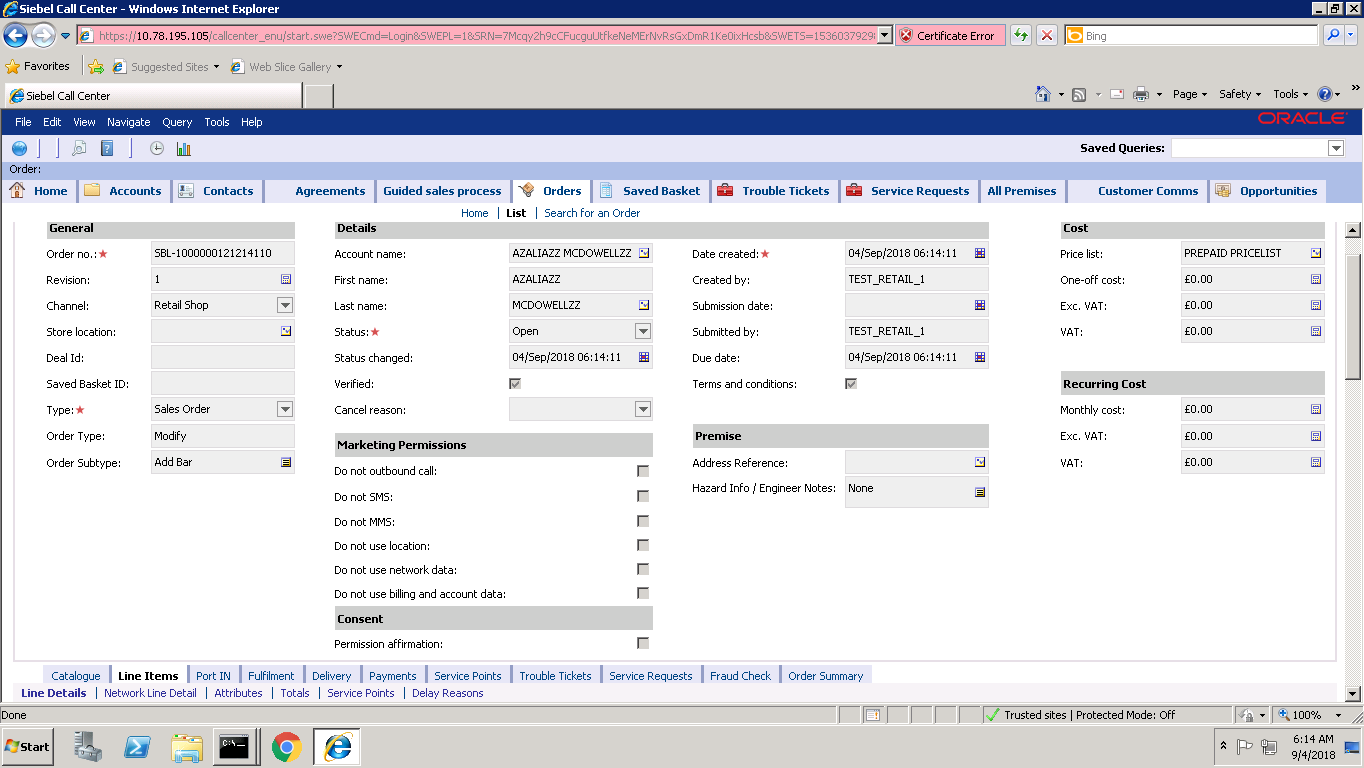 Siebel Call Center - Windows Internet Explorer
https://10.78.195.105/callcenter_enu/start.swe?SWECmd=Login&SWEPL=1&SRN=7Mcqy2h9cCFucguUtfkeNeMErNvRsGxDmR1Ke0ixHcsb&SWETS=1536037929
Certificate Error
Bing
Favorites
Suggested Sites
Web Slice Gallery
Siebel Call Center
Page
Safety
Tools
File Edit View Navigate Query Tools Help
ORACLE
Saved Queries:
Order:
Home
Accounts
Contacts
Agreements
Guided sales process
Orders
Saved Basket
Trouble Tickets
Service Requests
All Premises
Customer Comms
Opportunities
Home | List | Search for an Order
General
Order no.:★ SBL-1000000121214110
Revision: 1
Channel: Retail Shop
Store location:
Deal Id:
Saved Basket ID:
Type:★ Sales Order
Order Type: Modify
Order Subtype: Add Bar
Details
Account name: AZALIAZZ MCDOWELLZZ
First name: AZALIAZZ
Last name: MCDOWELLZZ
Status:★ Open
Status changed: 04/Sep/2018 06:14:11
Verified:
Cancel reason:
Date created:★ 04/Sep/2018 06:14:11
Created by: TEST_RETAIL_1
Submission date:
Submitted by: TEST_RETAIL_1
Due date: 04/Sep/2018 06:14:11
Terms and conditions:
Marketing Permissions
Do not outbound call:
Do not SMS:
Do not MMS:
Do not use location:
Do not use network data:
Do not use billing and account data:
Consent
Permission affirmation:
Premise
Address Reference:
Hazard Info / Engineer Notes: None
Cost
Price list: PREPAID PRICELIST
One-off cost: £0.00
Exc. VAT: £0.00
VAT: £0.00
Recurring Cost
Monthly cost: £0.00
Exc. VAT: £0.00
VAT: £0.00
Catalogue
Line Items
Port IN
Fulfilment
Delivery
Payments
Service Points
Trouble Tickets
Service Requests
Fraud Check
Order Summary
Line Details | Network Line Detail | Attributes | Totals | Service Points | Delay Reasons
Done
Trusted sites | Protected Mode: Off
100%
Start
6:14 AM
9/4/2018